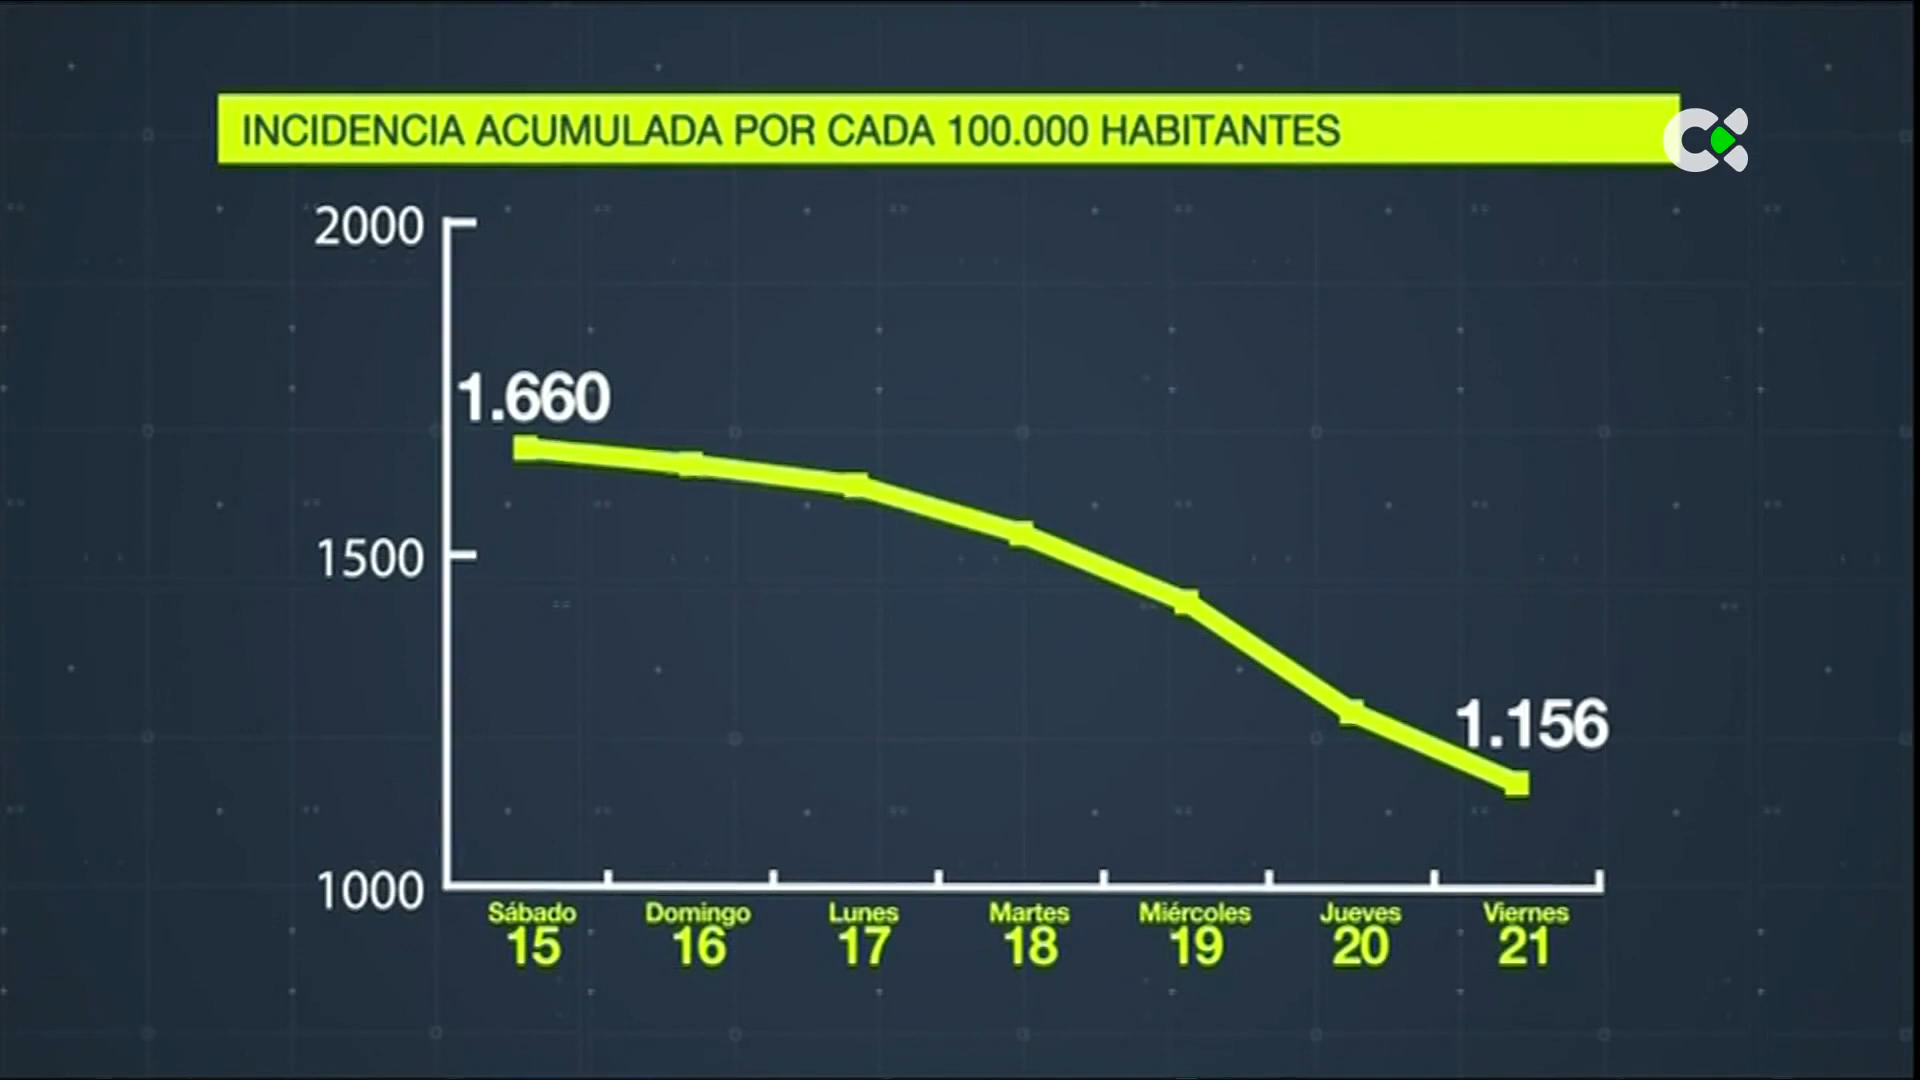 INCIDENCIA ACUMULADA POR CADA 100.000 HABITANTES
2000
1.660
1500
1.156
1000
Sábado Domingo Lunes Martes Miércoles Jueves Viernes
15 16 17 18 19 20 21